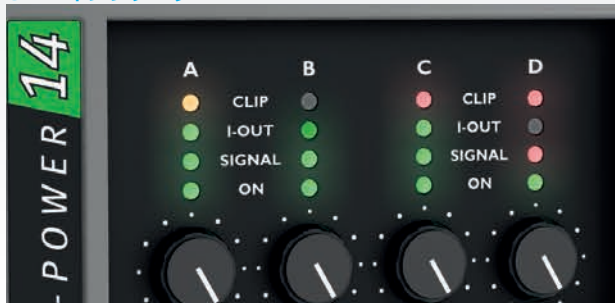 14
-POWER
A B C D
CLIP CLIP
I-OUT I-OUT
SIGNAL SIGNAL
ON ON